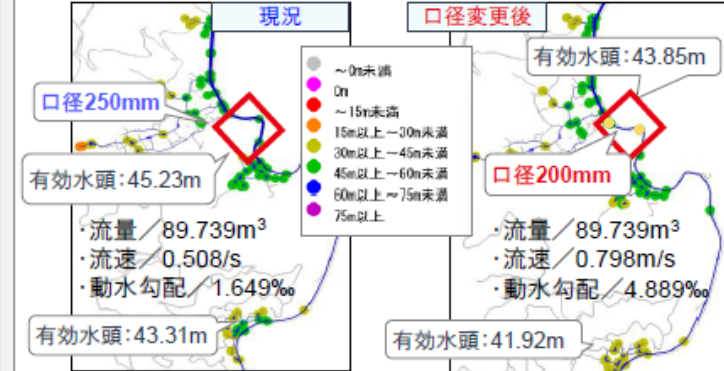 現況
口径変更後
口径250mm
有効水頭:45.23m
・流量／89.739m³
・流速／0.508/s
・動水勾配／1.649‰
有効水頭:43.31m
～0m未満
0m
～15m未満
15m以上～30m未満
30m以上～45m未満
45m以上～60m未満
60m以上～75m未満
75m以上
有効水頭:43.85m
口径200mm
・流量／89.739m³
・流速／0.798m/s
・動水勾配／4.889‰
有効水頭:41.92m